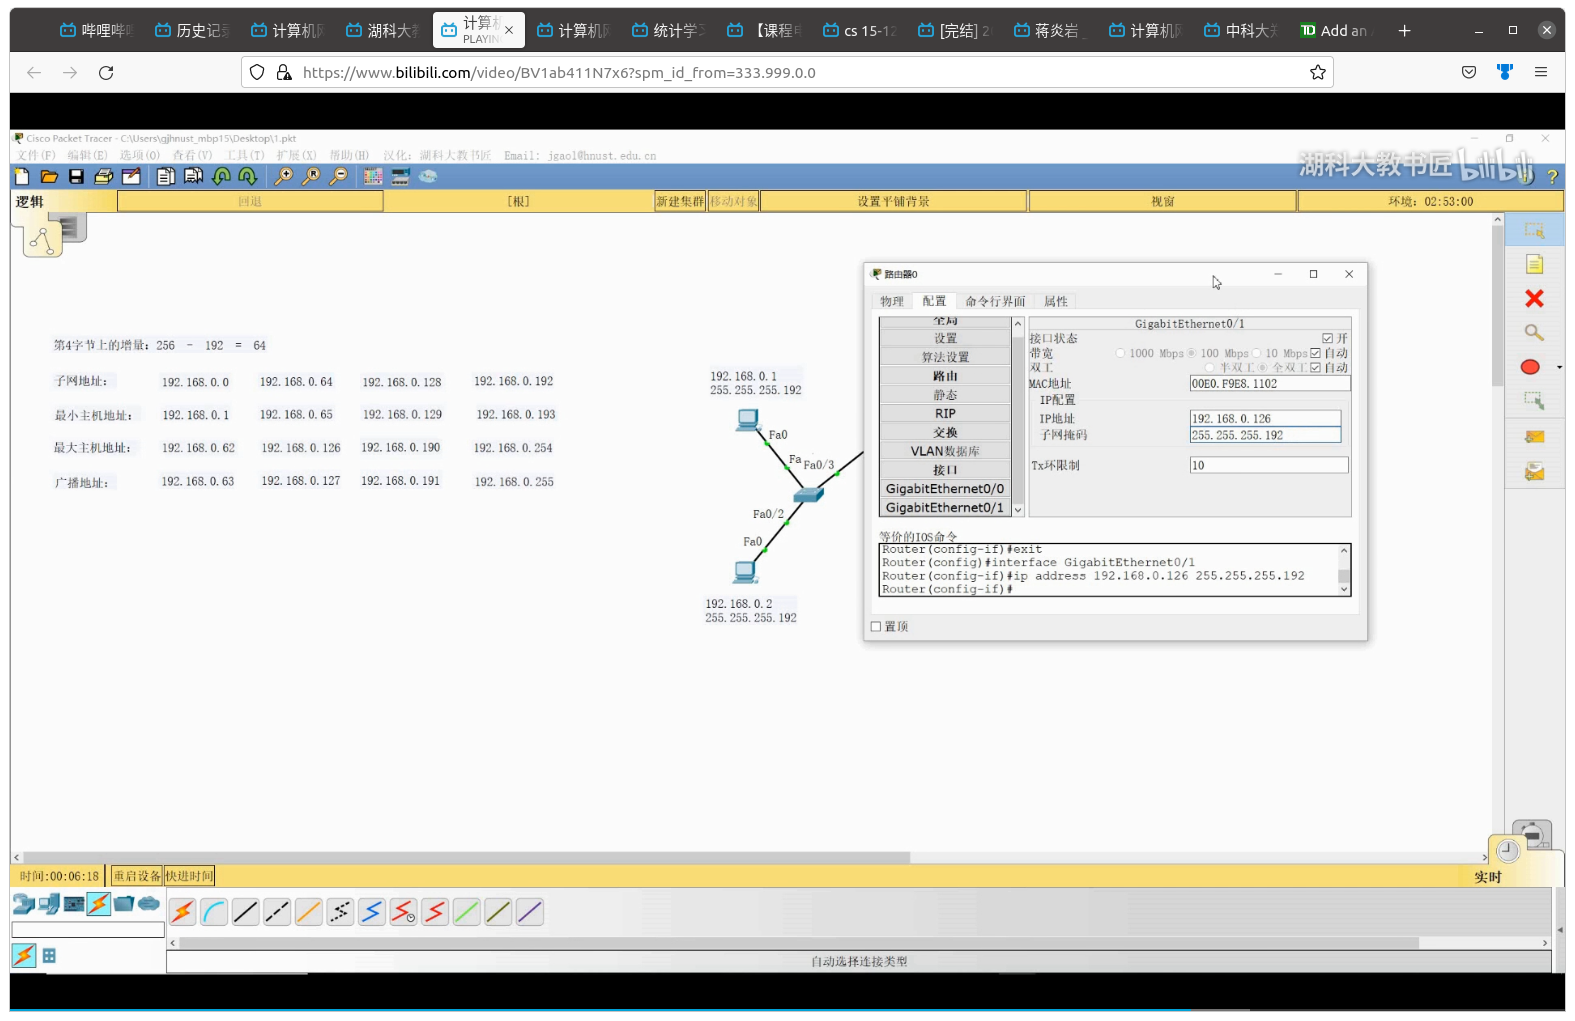 哔哩哔哩
历史记录
计算机网
湖科大教
计算机
PLAYING
计算机网
统计学习
【课程
cs 15-12
[完结] 2
蒋炎岩
计算机网
中科大
Add an
https://www.bilibili.com/video/BV1ab411N7x6?spm_id_from=333.999.0.0
Cisco Packet Tracer - C:\Users\gjhnust_mbp15\Desktop\1.pkt
文件(F) 编辑(E) 选项(O) 查看(V) 工具(T) 扩展(X) 帮助(H) 汉化: 湖科大教书匠 Email: jgao1@hnust.edu.cn
湖科大教书匠 bilibili
逻辑
回退
[根]
新建集群
移动对象
设置平铺背景
视窗
环境: 02:53:00
第4字节上的增量: 256 - 192 = 64
子网地址: 192.168.0.0 192.168.0.64 192.168.0.128 192.168.0.192
最小主机地址: 192.168.0.1 192.168.0.65 192.168.0.129 192.168.0.193
最大主机地址: 192.168.0.62 192.168.0.126 192.168.0.190 192.168.0.254
广播地址: 192.168.0.63 192.168.0.127 192.168.0.191 192.168.0.255
192.168.0.1
255.255.255.192
Fa0
Fa
Fa0/3
Fa0/2
Fa0
192.168.0.2
255.255.255.192
路由器0
物理 配置 命令行界面 属性
全局
设置
算法设置
路由
静态
RIP
交换
VLAN数据库
接口
GigabitEthernet0/0
GigabitEthernet0/1
GigabitEthernet0/1
接口状态 开
带宽 1000 Mbps 100 Mbps 10 Mbps 自动
双工 半双工 全双工 自动
MAC地址 00E0.F9E8.1102
IP配置
IP地址 192.168.0.126
子网掩码 255.255.255.192
Tx环限制 10
等价的IOS命令
Router(config-if)#exit
Router(config)#interface GigabitEthernet0/1
Router(config-if)#ip address 192.168.0.126 255.255.255.192
Router(config-if)#
置顶
时间:00:06:18
重启设备
快进时间
实时
自动选择连接类型